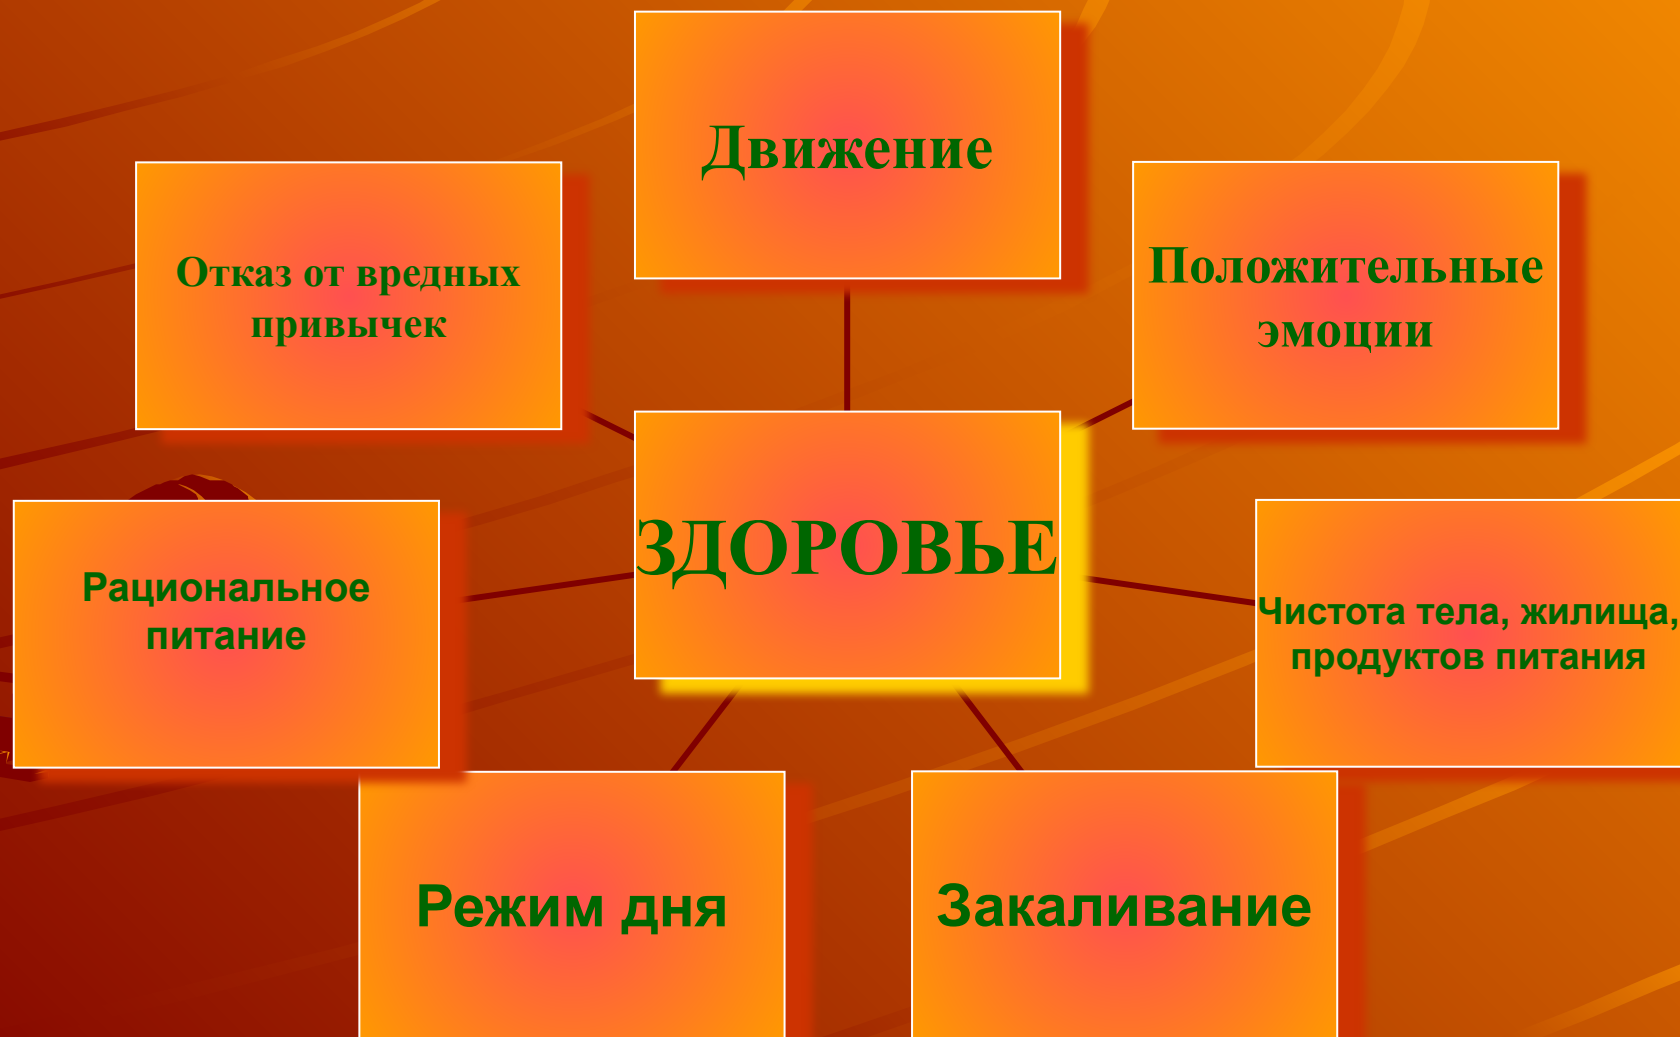 Движение
Отказ от вредных
привычек
Положительные
эмоции
ЗДОРОВЬЕ
Рациональное
питание
Чистота тела, жилища,
продуктов питания
Режим дня
Закаливание